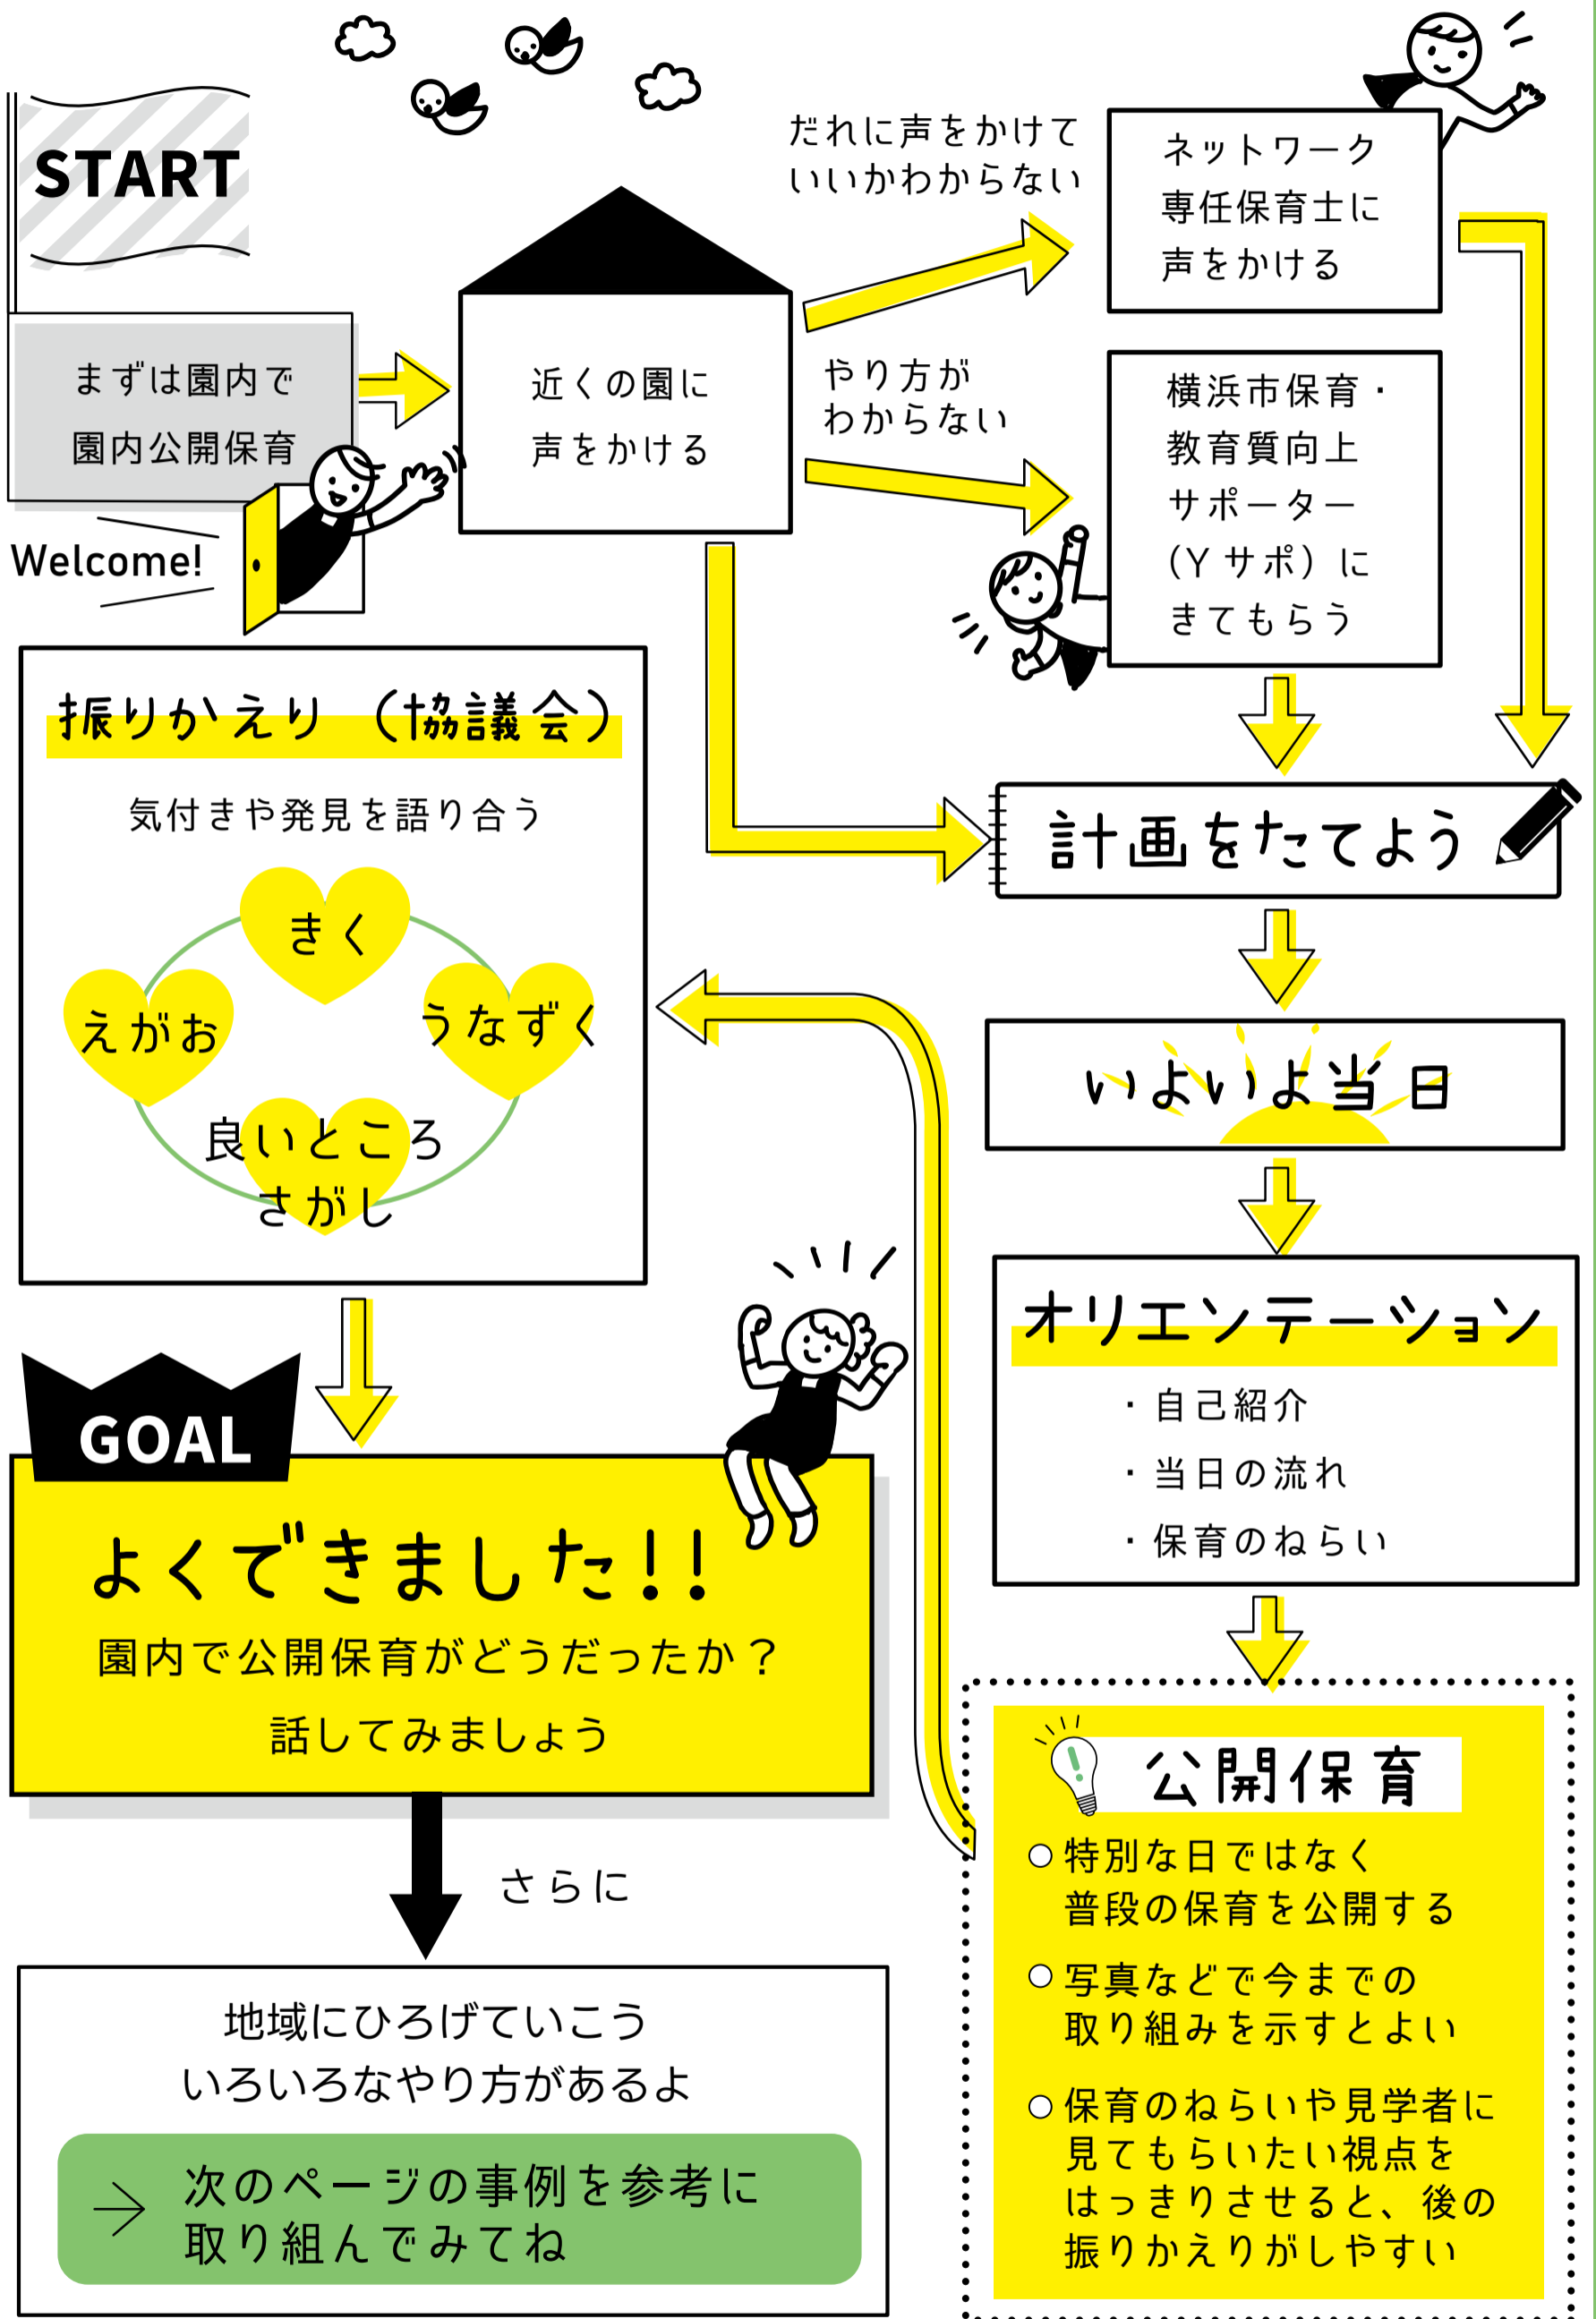 START
まずは園内で
園内公開保育
Welcome!
近くの園に
声をかける
だれに声をかけて
いいかわからない
ネットワーク
専任保育士に
声をかける
やり方が
わからない
横浜市保育・
教育質向上
サポーター
（Yサポ）に
きてもらう
計画をたてよう
いよいよ当日
オリエンテーション
・自己紹介
・当日の流れ
・保育のねらい
公開保育
○特別な日ではなく
普段の保育を公開する
○写真などで今までの
取り組みを示すとよい
○保育のねらいや見学者に
見てもらいたい視点を
はっきりさせると、後の
振りかえりがしやすい
振りかえり（協議会）
気付きや発見を語り合う
きく
えがお
うなずく
良いところ
さがし
GOAL
よくできました!!
園内で公開保育がどうだったか？
話してみましょう
さらに
地域にひろげていこう
いろいろなやり方があるよ
→ 次のページの事例を参考に
取り組んでみてね